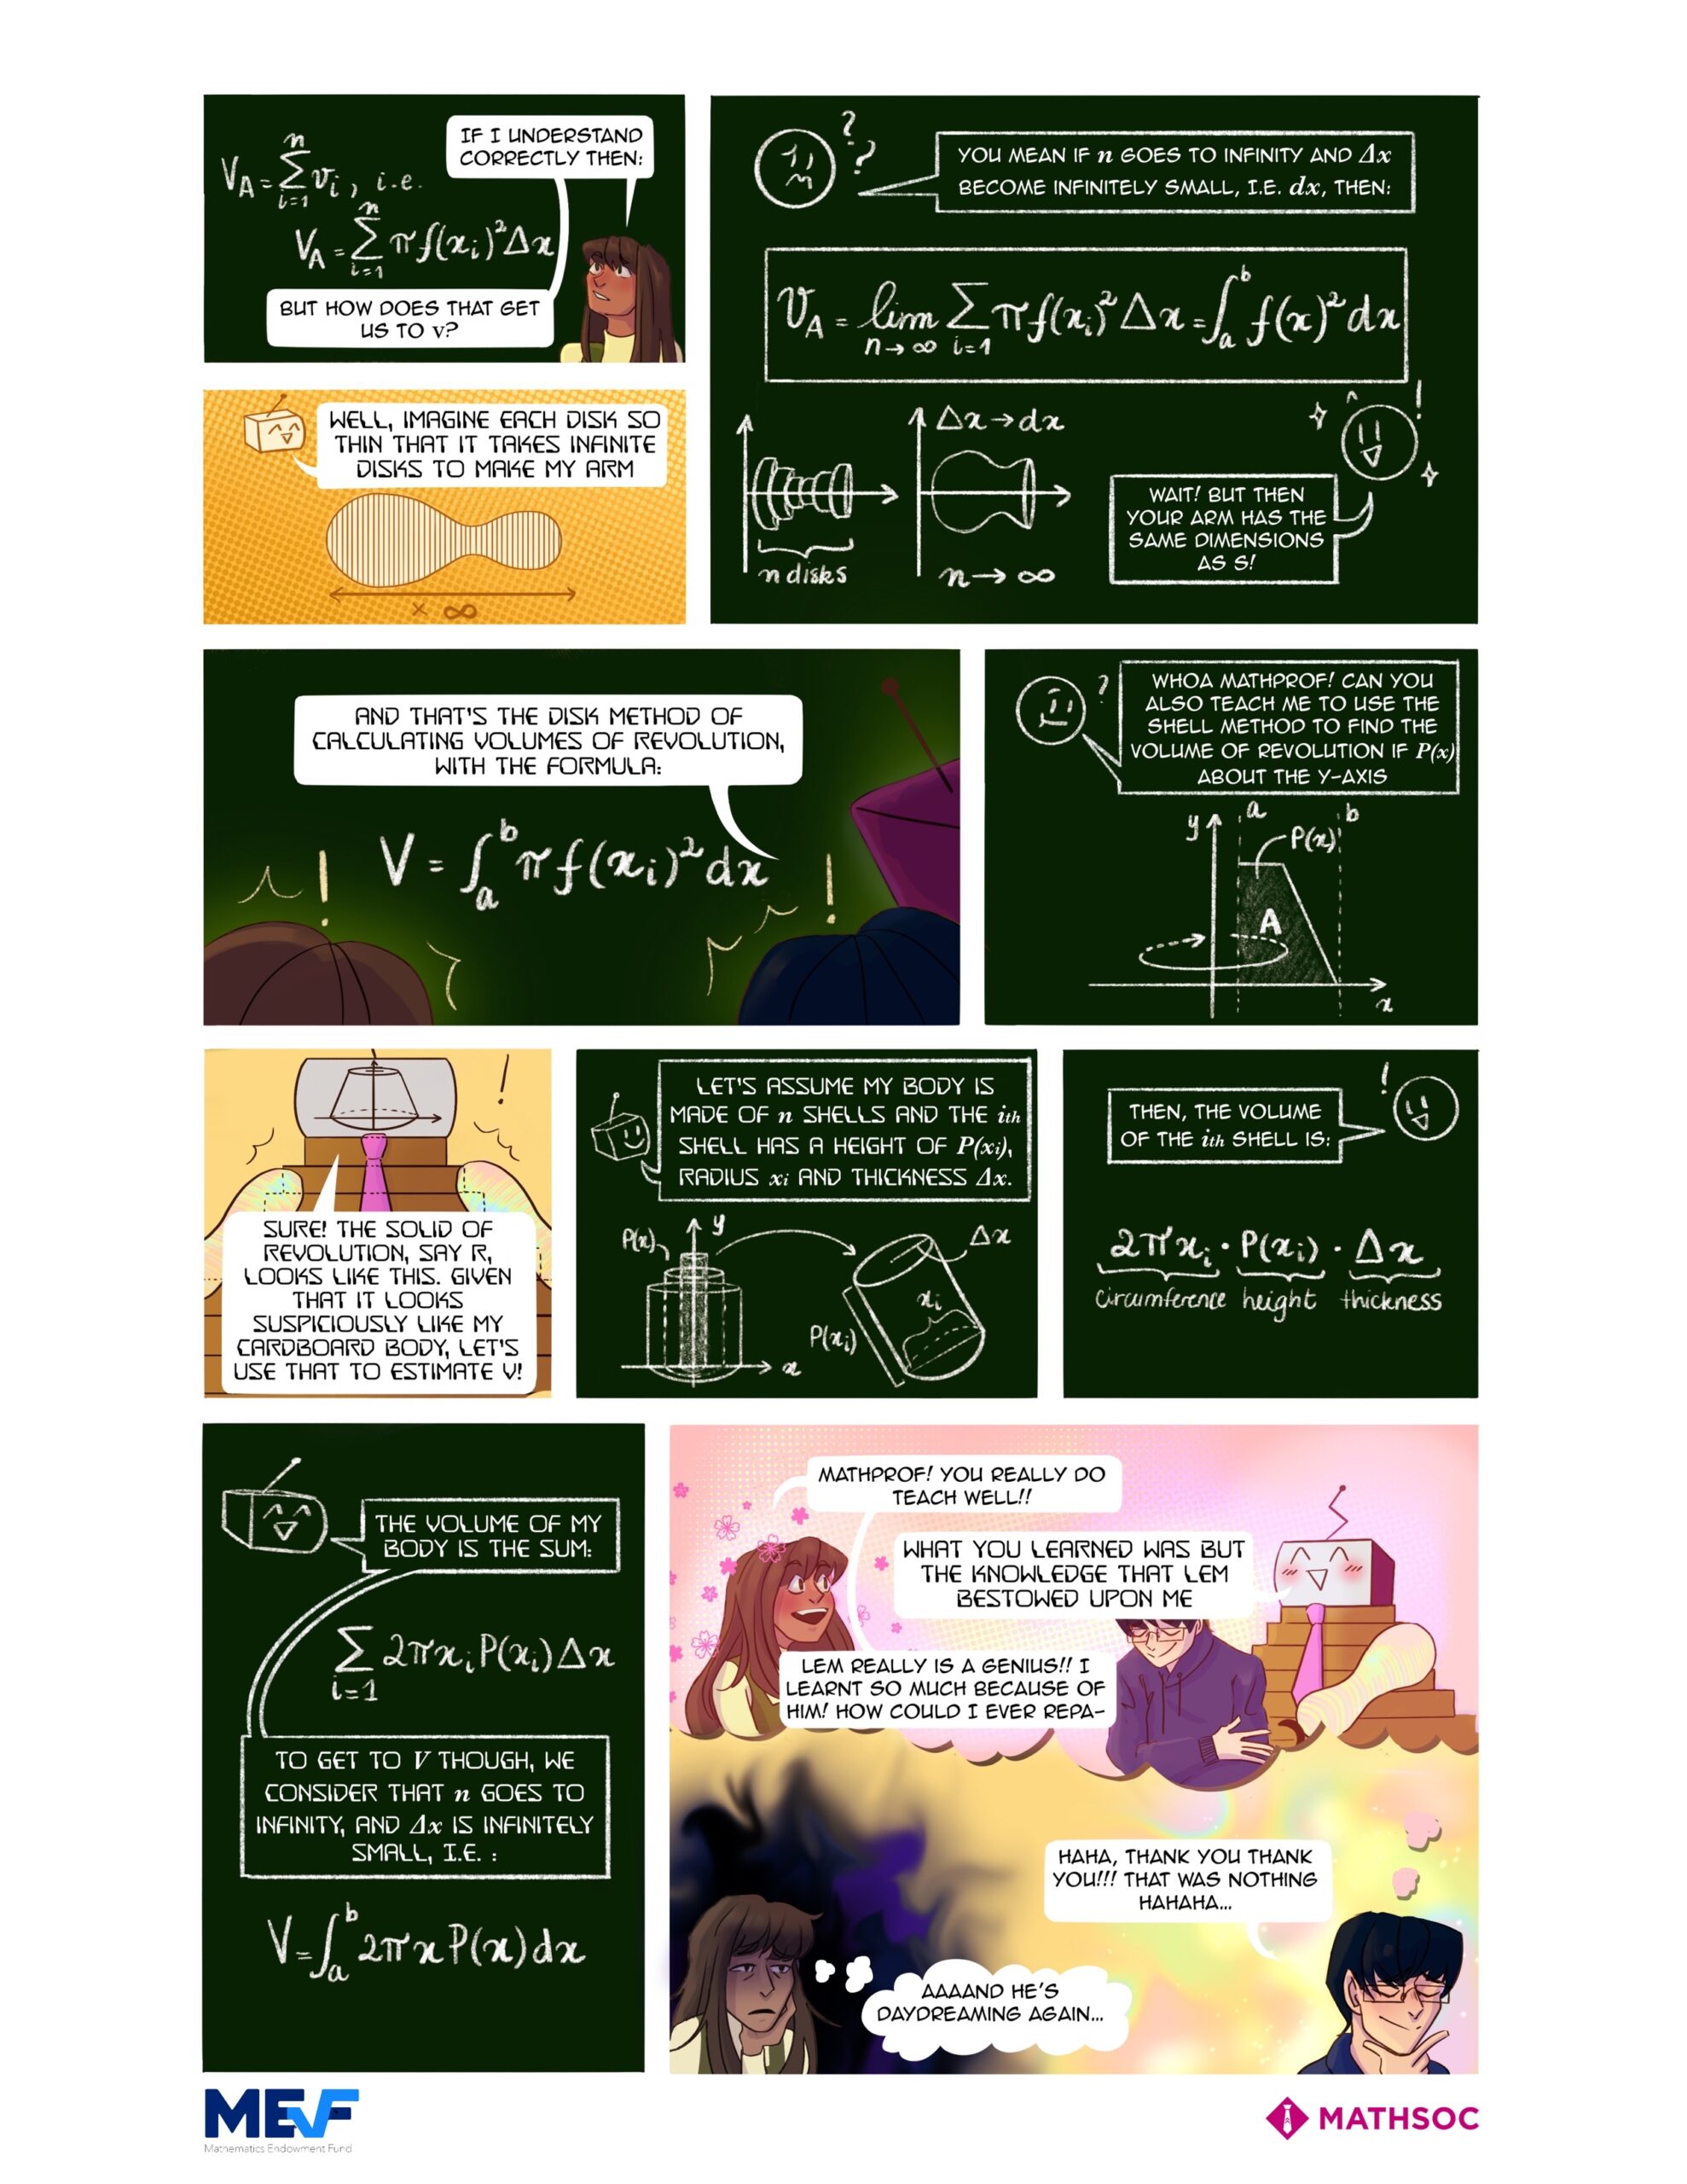 IF I UNDERSTAND
CORRECTLY THEN:
V_A = \sum_{i=1}^{n} v_i , i.e.
V_A = \sum_{i=1}^{n} π f(x_i)² Δx
BUT HOW DOES THAT GET
US TO V?
WELL, IMAGINE EACH DISK SO
THIN THAT IT TAKES INFINITE
DISKS TO MAKE MY ARM
× ∞
? ?
YOU MEAN IF n GOES TO INFINITY AND Δx
BECOME INFINITELY SMALL, I.E. dx, THEN:
V_A = lim_{n→∞} \sum_{i=1} π f(x_i)² Δx = ∫_a^b f(x)² dx
Δx → dx
n disks
n → ∞
!
WAIT! BUT THEN
YOUR ARM HAS THE
SAME DIMENSIONS
AS S!
AND THAT'S THE DISK METHOD OF
CALCULATING VOLUMES OF REVOLUTION,
WITH THE FORMULA:
V = ∫_a^b π f(x_i)² dx
! !
?
WHOA MATHPROF! CAN YOU
ALSO TEACH ME TO USE THE
SHELL METHOD TO FIND THE
VOLUME OF REVOLUTION IF P(x)
ABOUT THE Y-AXIS
y a b
P(x)
A
x
!
SURE! THE SOLID OF
REVOLUTION, SAY R,
LOOKS LIKE THIS. GIVEN
THAT IT LOOKS
SUSPICIOUSLY LIKE MY
CARDBOARD BODY, LET'S
USE THAT TO ESTIMATE V!
LET'S ASSUME MY BODY IS
MADE OF n SHELLS AND THE ith
SHELL HAS A HEIGHT OF P(xi),
RADIUS xi AND THICKNESS Δx.
P(x) y Δx
x_i
P(x_i)
x
!
THEN, THE VOLUME
OF THE ith SHELL IS:
2πx_i · P(x_i) · Δx
circumference height thickness
THE VOLUME OF MY
BODY IS THE SUM:
\sum_{i=1} 2πx_i P(x_i) Δx
TO GET TO V THOUGH, WE
CONSIDER THAT n GOES TO
INFINITY, AND Δx IS INFINITELY
SMALL, I.E. :
V = ∫_a^b 2πx P(x) dx
MATHPROF! YOU REALLY DO
TEACH WELL!!
WHAT YOU LEARNED WAS BUT
THE KNOWLEDGE THAT LEM
BESTOWED UPON ME
LEM REALLY IS A GENIUS!! I
LEARNT SO MUCH BECAUSE OF
HIM! HOW COULD I EVER REPA-
HAHA, THANK YOU THANK
YOU!!! THAT WAS NOTHING
HAHAHA...
AAAAND HE'S
DAYDREAMING AGAIN...
MEF
Mathematics Endowment Fund
MATHSOC